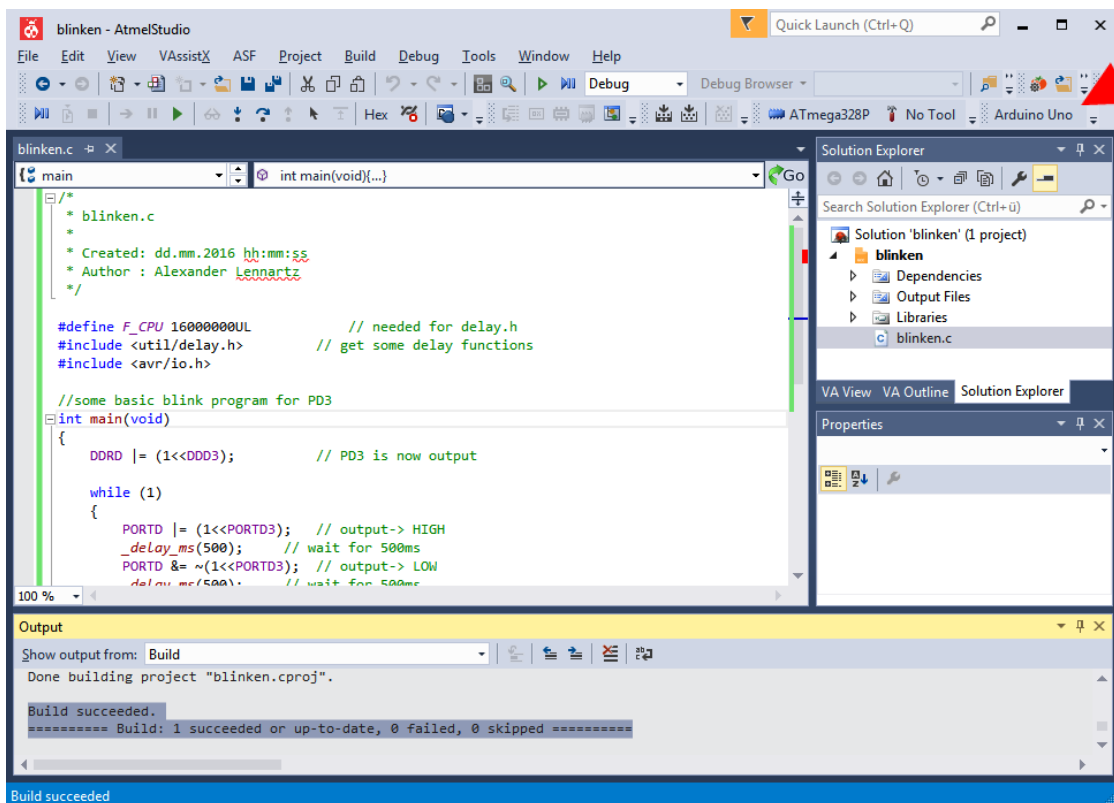 blinken - AtmelStudio
Quick Launch (Ctrl+Q)
File Edit View VAssistX ASF Project Build Debug Tools Window Help
Debug Debug Browser
Hex ATmega328P No Tool Arduino Uno
blinken.c
main int main(void){...} Go
/*
* blinken.c
*
* Created: dd.mm.2016 hh:mm:ss
* Author : Alexander Lennartz
*/
#define F_CPU 16000000UL // needed for delay.h
#include <util/delay.h> // get some delay functions
#include <avr/io.h>
//some basic blink program for PD3
int main(void)
{
DDRD |= (1<<DDD3); // PD3 is now output
while (1)
{
PORTD |= (1<<PORTD3); // output-> HIGH
_delay_ms(500); // wait for 500ms
PORTD &= ~(1<<PORTD3); // output-> LOW
_delay_ms(500); // wait for 500ms
100 %
Solution Explorer
Search Solution Explorer (Ctrl+ü)
Solution 'blinken' (1 project)
blinken
Dependencies
Output Files
Libraries
blinken.c
VA View VA Outline Solution Explorer
Properties
Output
Show output from: Build
Done building project "blinken.cproj".
Build succeeded.
========== Build: 1 succeeded or up-to-date, 0 failed, 0 skipped ==========
Build succeeded